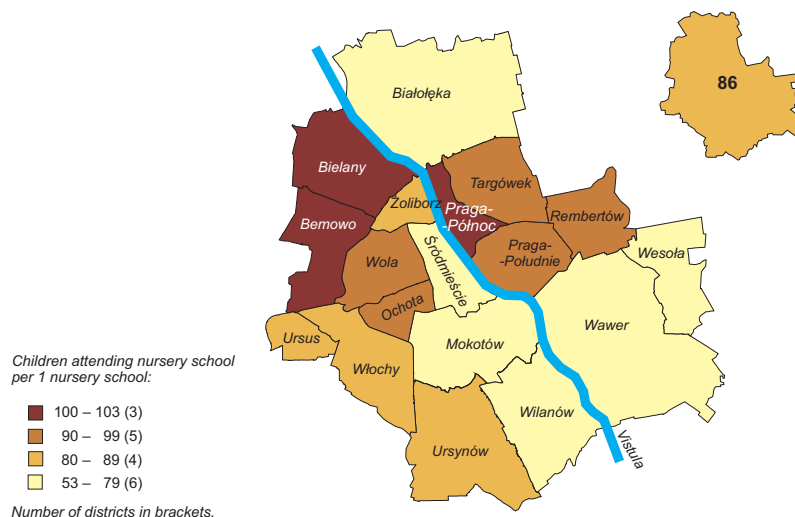 Białołęka
86
Bielany
Targówek
Żoliborz
Praga-
-Północ
Rembertów
Bemowo
Praga-
-Południe
Wesoła
Wola
Śródmieście
Ochota
Ursus
Mokotów
Wawer
Włochy
Wilanów
Ursynów
Vistula
Children attending nursery school
per 1 nursery school:
100 – 103 (3)
90 – 99 (5)
80 – 89 (4)
53 – 79 (6)
Number of districts in brackets.